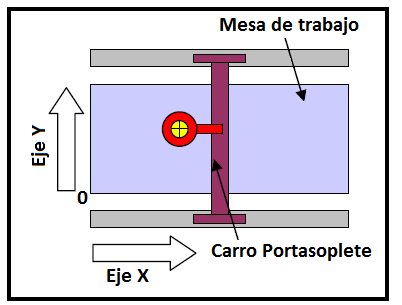 Mesa de trabajo
Eje Y
0
Carro Portasoplete
Eje X